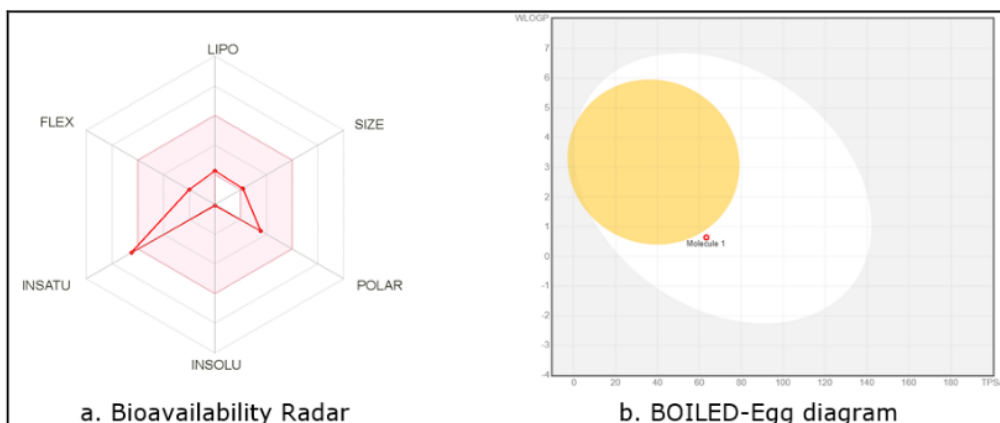 LIPO
FLEX
SIZE
INSATU
POLAR
INSOLU
a. Bioavailability Radar
WLOGP
7
6
5
4
3
2
1
0
-1
-2
-3
-4
Molecule 1
0 20 40 60 80 100 120 140 160 180 TPS
b. BOILED-Egg diagram